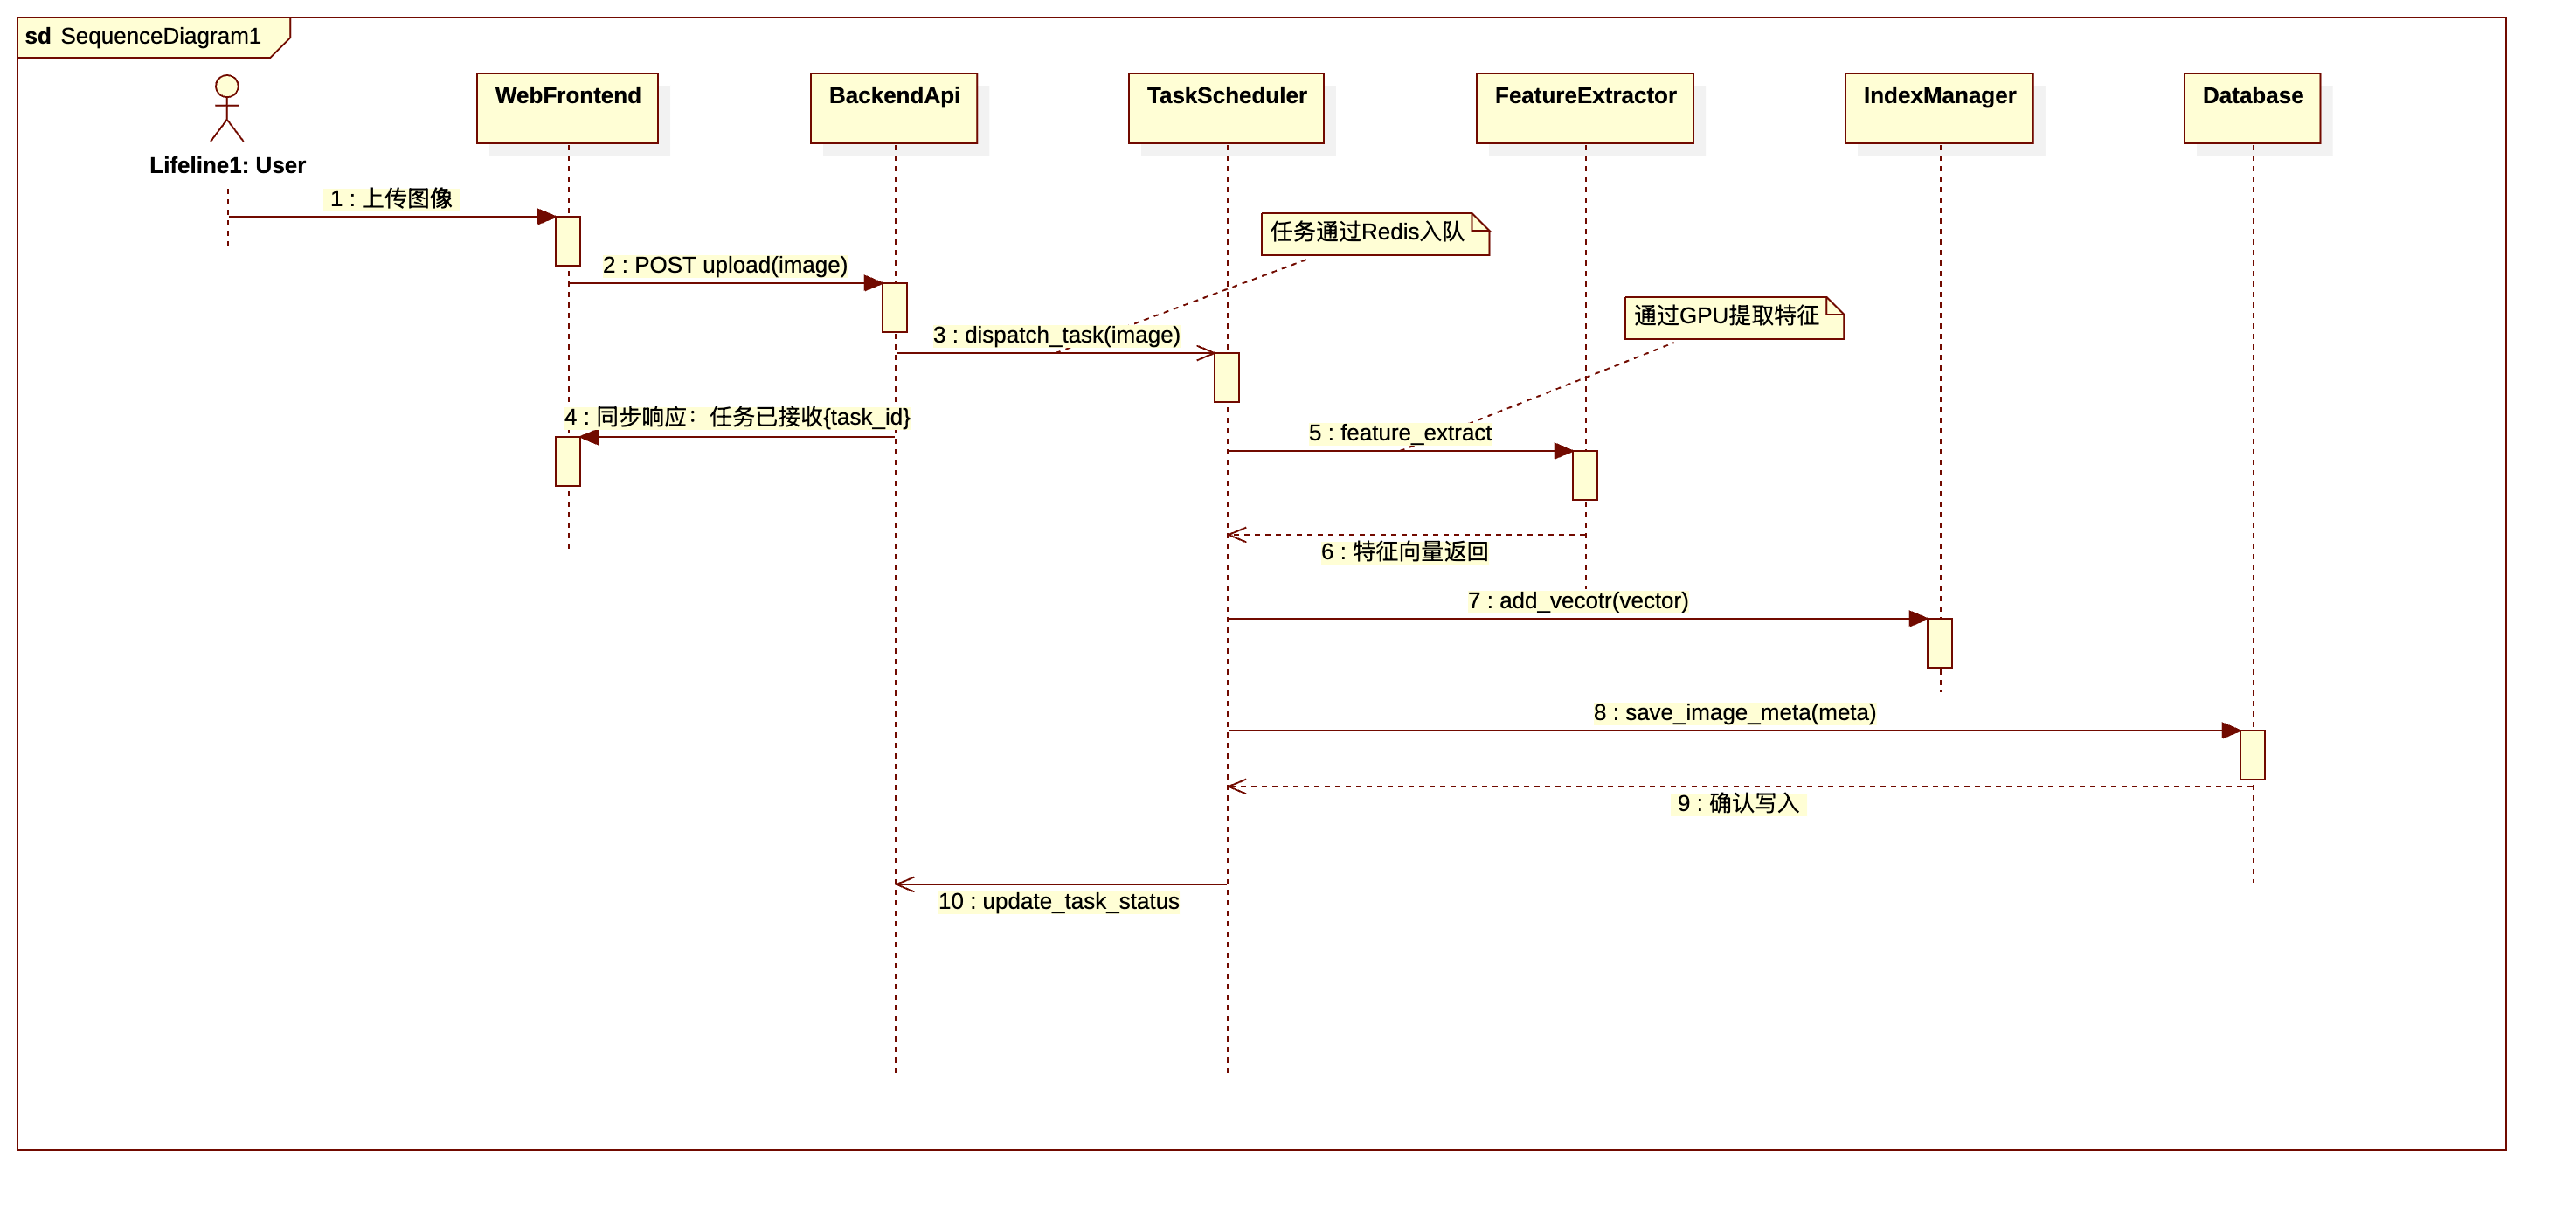 sd SequenceDiagram1
WebFrontend
BackendApi
TaskScheduler
FeatureExtractor
IndexManager
Database
Lifeline1: User
1 : 上传图像
任务通过Redis入队
2 : POST upload(image)
通过GPU提取特征
3 : dispatch_task(image)
4 : 同步响应：任务已接收{task_id}
5 : feature_extract
6 : 特征向量返回
7 : add_vecotr(vector)
8 : save_image_meta(meta)
9 : 确认写入
10 : update_task_status